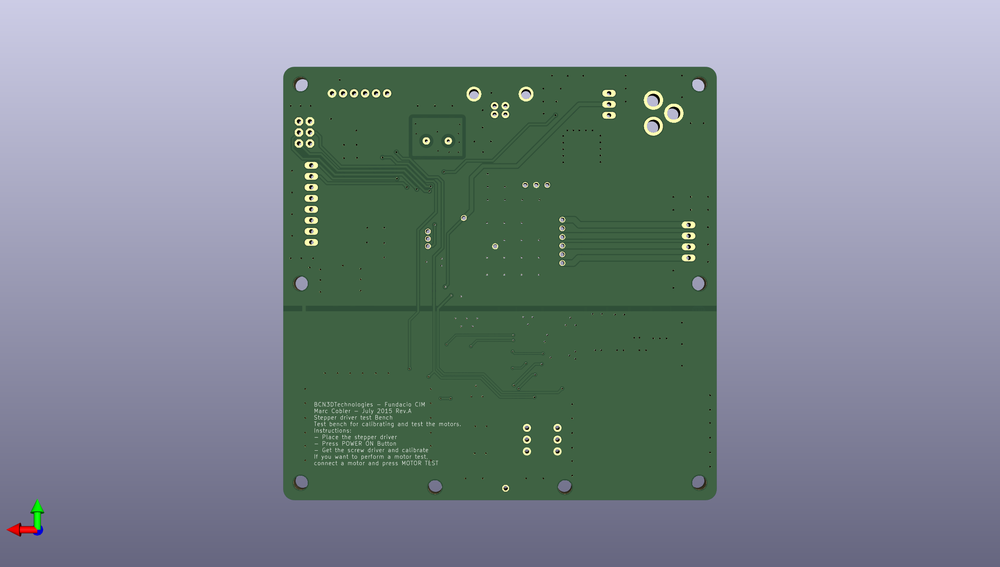 BCN3DTechnologies - Fundacio CIM
Marc Cobler - July 2015 Rev.A
Stepper driver test Bench
Test bench for calibrating and test the motors.
Instructions:
- Place the stepper driver
- Press POWER ON Button
- Get the screw driver and calibrate
If you want to perform a motor test,
connect a motor and press MOTOR TEST